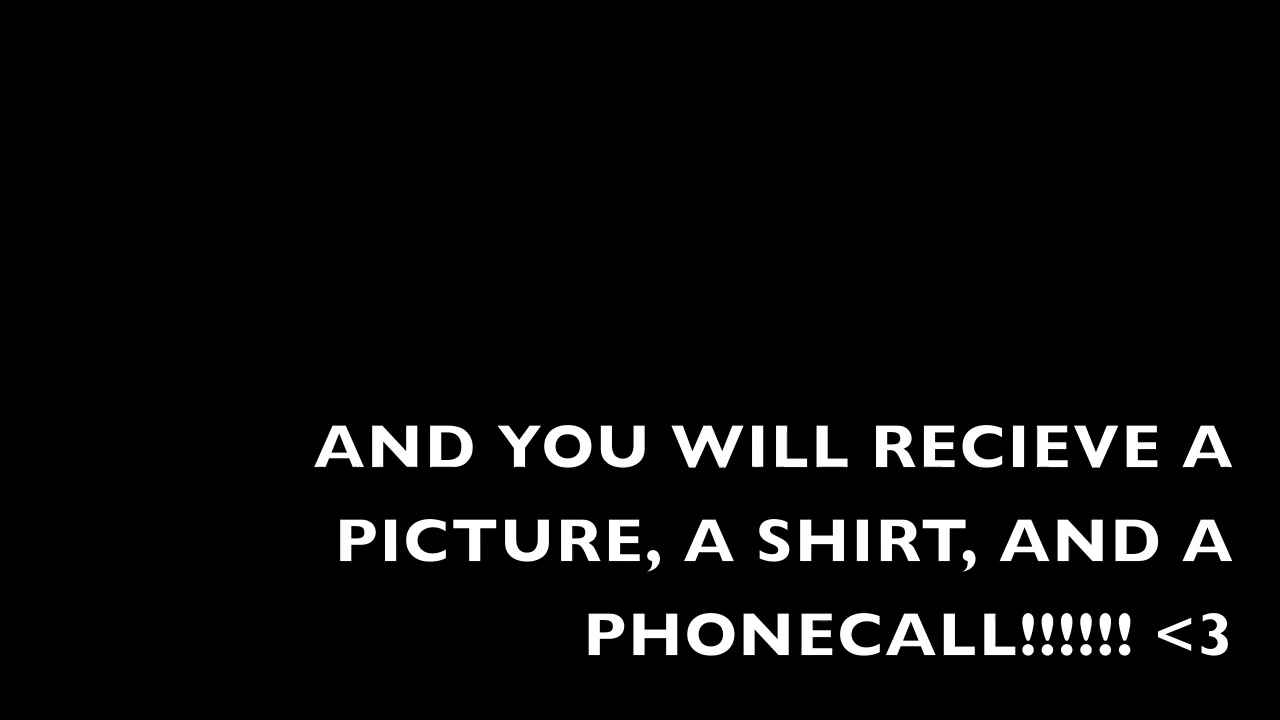 AND YOU WILL RECIEVE A
PICTURE, A SHIRT, AND A
PHONECALL!!!!!! <3